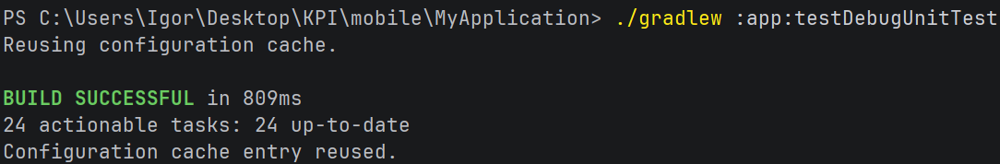 PS C:\Users\Igor\Desktop\KPI\mobile\MyApplication> ./gradlew :app:testDebugUnitTest
Reusing configuration cache.
BUILD SUCCESSFUL in 809ms
24 actionable tasks: 24 up-to-date
Configuration cache entry reused.